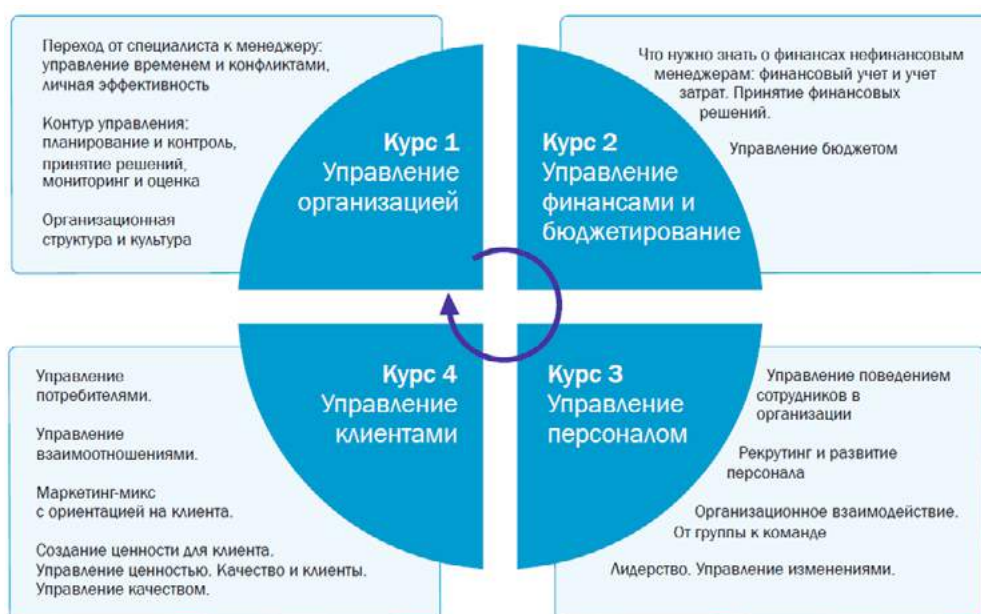 Переход от специалиста к менеджеру:
управление временем и конфликтами,
личная эффективность
Контур управления:
планирование и контроль,
принятие решений,
мониторинг и оценка
Организационная
структура и культура
Курс 1
Управление
организацией
Курс 2
Управление
финансами и
бюджетирование
Что нужно знать о финансах нефинансовым
менеджерам: финансовый учет и учет
затрат. Принятие финансовых
решений.
Управление бюджетом
Управление
потребителями.
Управление
взаимоотношениями.
Маркетинг-микс
с ориентацией на клиента.
Создание ценности для клиента.
Управление ценностью. Качество и клиенты.
Управление качеством.
Курс 4
Управление
клиентами
Курс 3
Управление
персоналом
Управление поведением
сотрудников в
организации
Рекрутинг и развитие
персонала
Организационное взаимодействие.
От группы к команде
Лидерство. Управление изменениями.